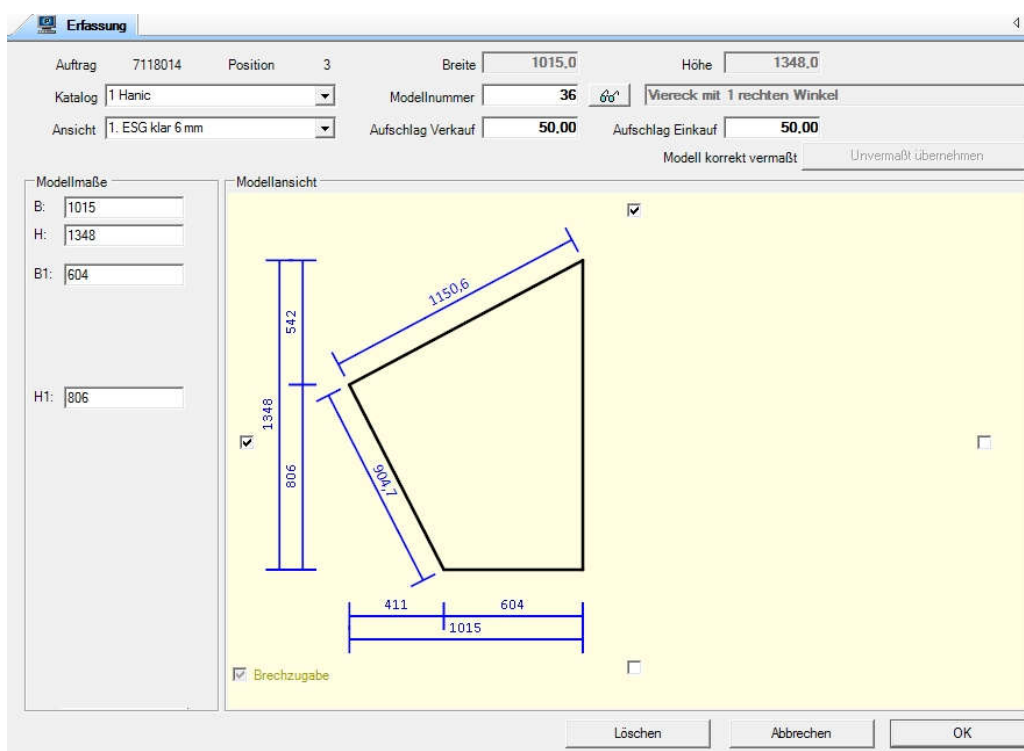 Erfassung
Auftrag 7118014 Position 3 Breite 1015,0 Höhe 1348,0
Katalog 1 Hanic Modellnummer 36 Viereck mit 1 rechten Winkel
Ansicht 1. ESG klar 6 mm Aufschlag Verkauf 50,00 Aufschlag Einkauf 50,00
Modell korrekt vermaßt Unvermaßt übernehmen
Modellmaße
B: 1015
H: 1348
B1: 604
H1: 806
Modellansicht
1150,6
542
1348
806
904,7
411 604
1015
Brechzugabe
Löschen Abbrechen OK